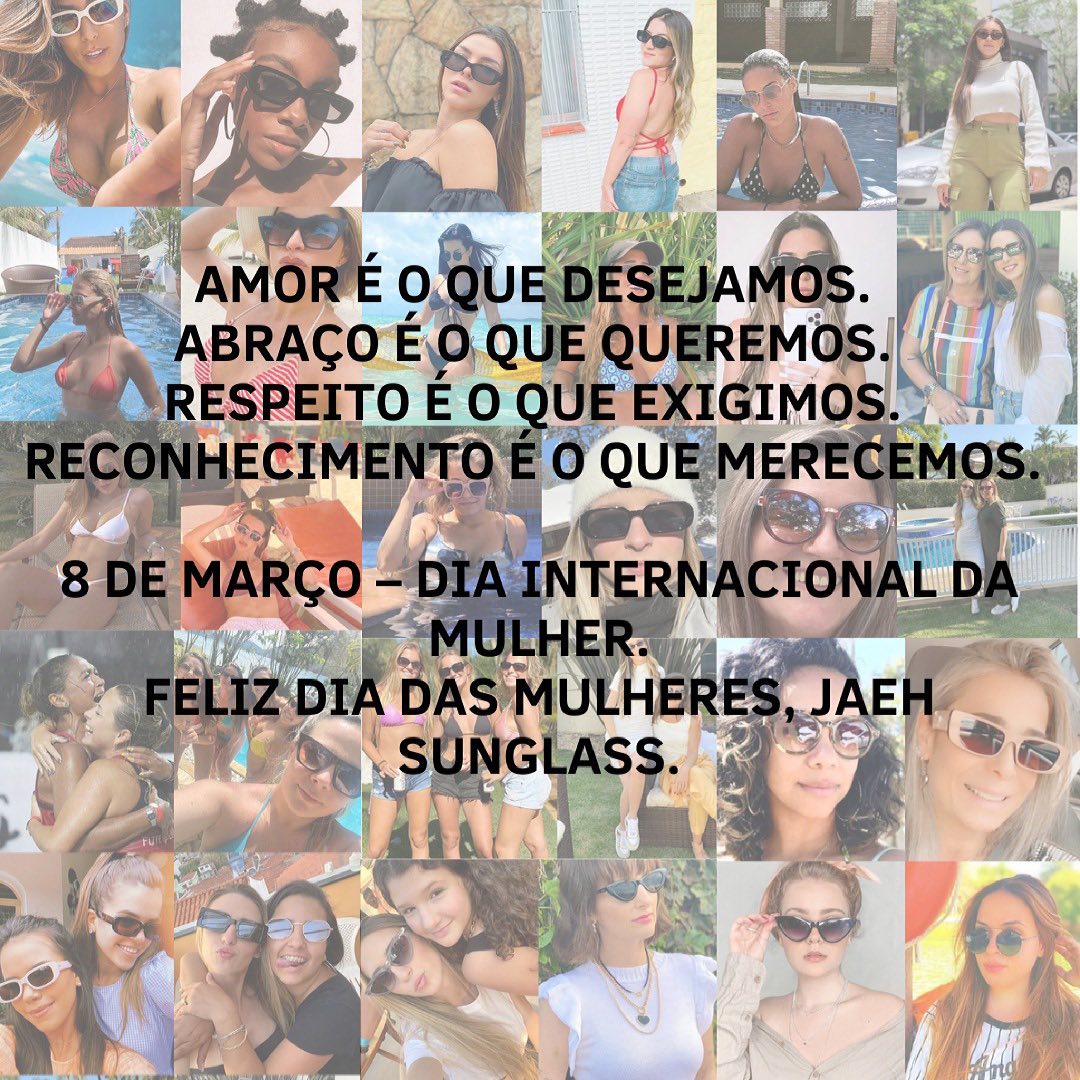 AMOR É O QUE DESEJAMOS.
ABRAÇO É O QUE QUEREMOS.
RESPEITO É O QUE EXIGIMOS.
RECONHECIMENTO É O QUE MERECEMOS.
8 DE MARÇO – DIA INTERNACIONAL DA
MULHER.
FELIZ DIA DAS MULHERES, JAEH
SUNGLASS.